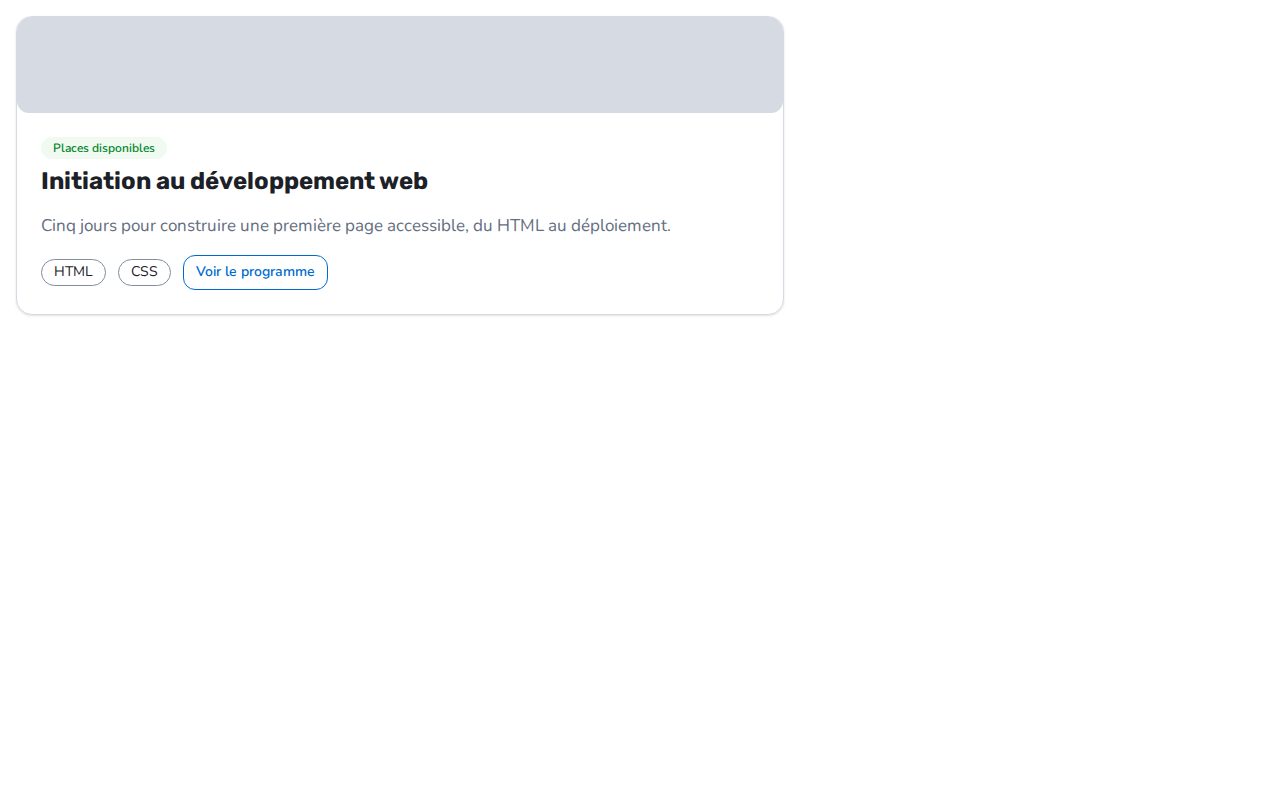 Places disponibles
Initiation au développement web
Cinq jours pour construire une première page accessible, du HTML au déploiement.
HTML CSS Voir le programme